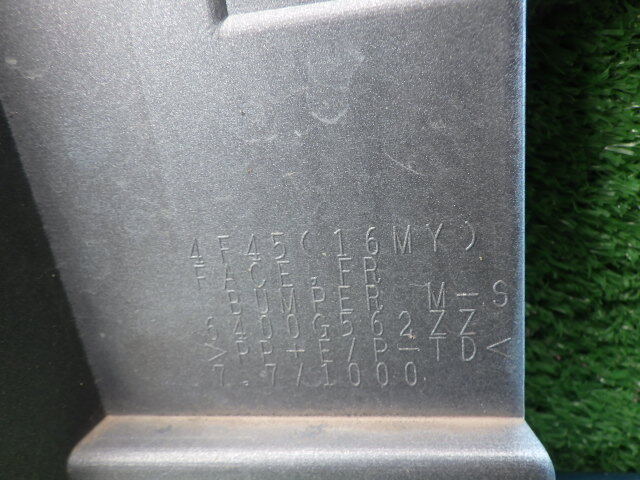 4F45(16MY)
FACE,FR
BUMPER M-S
6400G562ZZ
>PP+E/P-TD<
7.7/1000